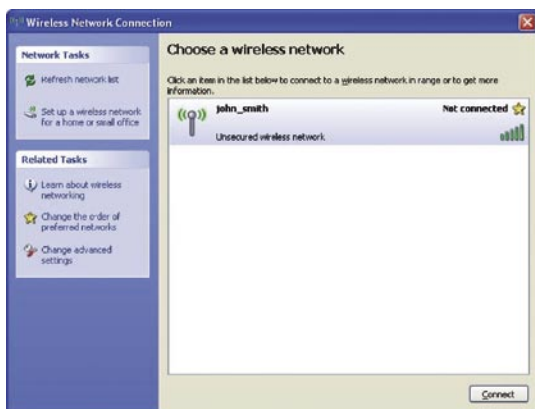 Wireless Network Connection
Network Tasks
Refresh network list
Set up a wireless network
for a home or small office
Related Tasks
Learn about wireless
networking
Change the order of
preferred networks
Change advanced
settings
Choose a wireless network
Click an item in the list below to connect to a wireless network in range or to get more
information.
john_smith
Not connected
Unsecured wireless network
Connect